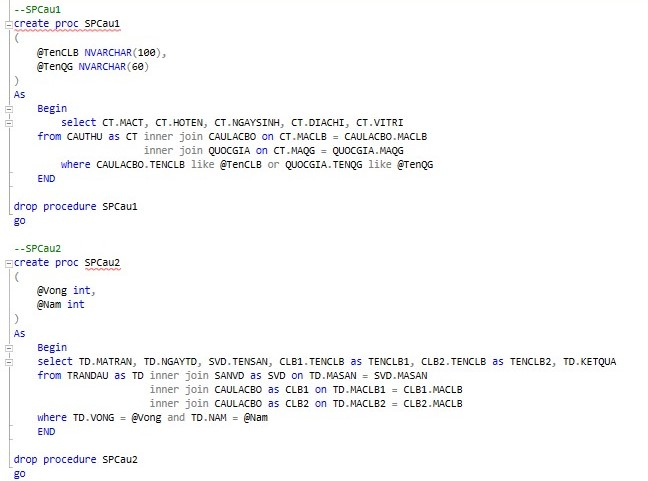 --SPCau1
create proc SPCau1
(
@TenCLB NVARCHAR(100),
@TenQG NVARCHAR(60)
)
As
Begin
select CT.MACT, CT.HOTEN, CT.NGAYSINH, CT.DIACHI, CT.VITRI
from CAUTHU as CT inner join CAULACBO on CT.MACLB = CAULACBO.MACLB
inner join QUOCGIA on CT.MAQG = QUOCGIA.MAQG
where CAULACBO.TENCLB like @TenCLB or QUOCGIA.TENQG like @TenQG
END
drop procedure SPCau1
go
--SPCau2
create proc SPCau2
(
@Vong int,
@Nam int
)
As
Begin
select TD.MATRAN, TD.NGAYTD, SVD.TENSAN, CLB1.TENCLB as TENCLB1, CLB2.TENCLB as TENCLB2, TD.KETQUA
from TRANDAU as TD inner join SANVD as SVD on TD.MASAN = SVD.MASAN
inner join CAULACBO as CLB1 on TD.MACLB1 = CLB1.MACLB
inner join CAULACBO as CLB2 on TD.MACLB2 = CLB2.MACLB
where TD.VONG = @Vong and TD.NAM = @Nam
END
drop procedure SPCau2
go